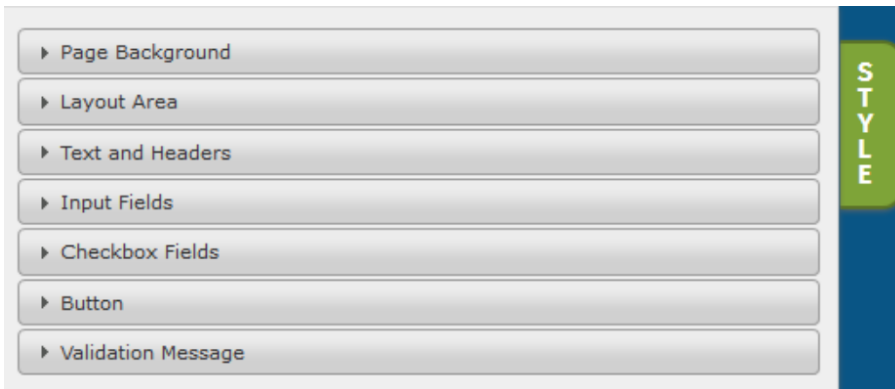 Page Background
Layout Area
Text and Headers
Input Fields
Checkbox Fields
Button
Validation Message
STYLE